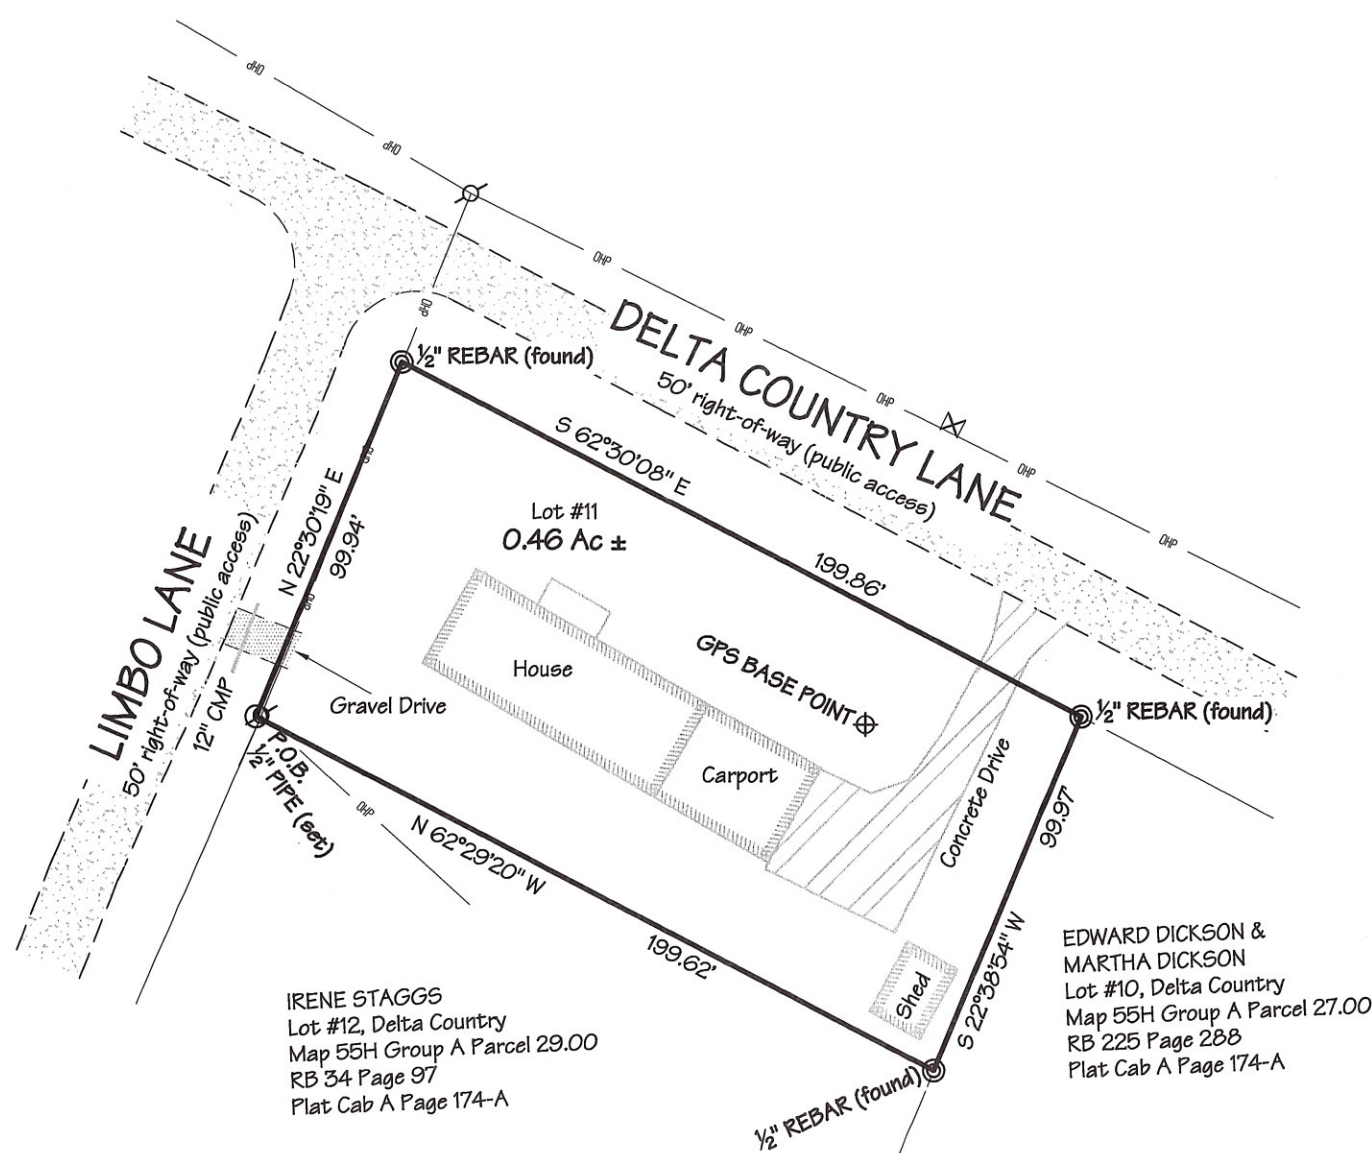 OHP
OHP
OHP
OHP
OHP
OHP
OHP
OHP
DELTA COUNTRY LANE
50' right-of-way (public access)
½" REBAR (found)
S 62°30'08" E
199.86'
OHP
N 22°30'19" E
99.94'
Lot #11
0.46 Ac ±
OHP
LIMBO LANE
50' right-of-way (public access)
12" CMP
House
Gravel Drive
GPS BASE POINT
½" REBAR (found)
Carport
Concrete Drive
99.97'
S 22°38'54" W
P.O.B.
½" PIPE (set)
OHP
N 62°29'20" W
199.62'
Shed
EDWARD DICKSON &
MARTHA DICKSON
Lot #10, Delta Country
Map 55H Group A Parcel 27.00
RB 225 Page 288
Plat Cab A Page 174-A
IRENE STAGGS
Lot #12, Delta Country
Map 55H Group A Parcel 29.00
RB 34 Page 97
Plat Cab A Page 174-A
½" REBAR (found)